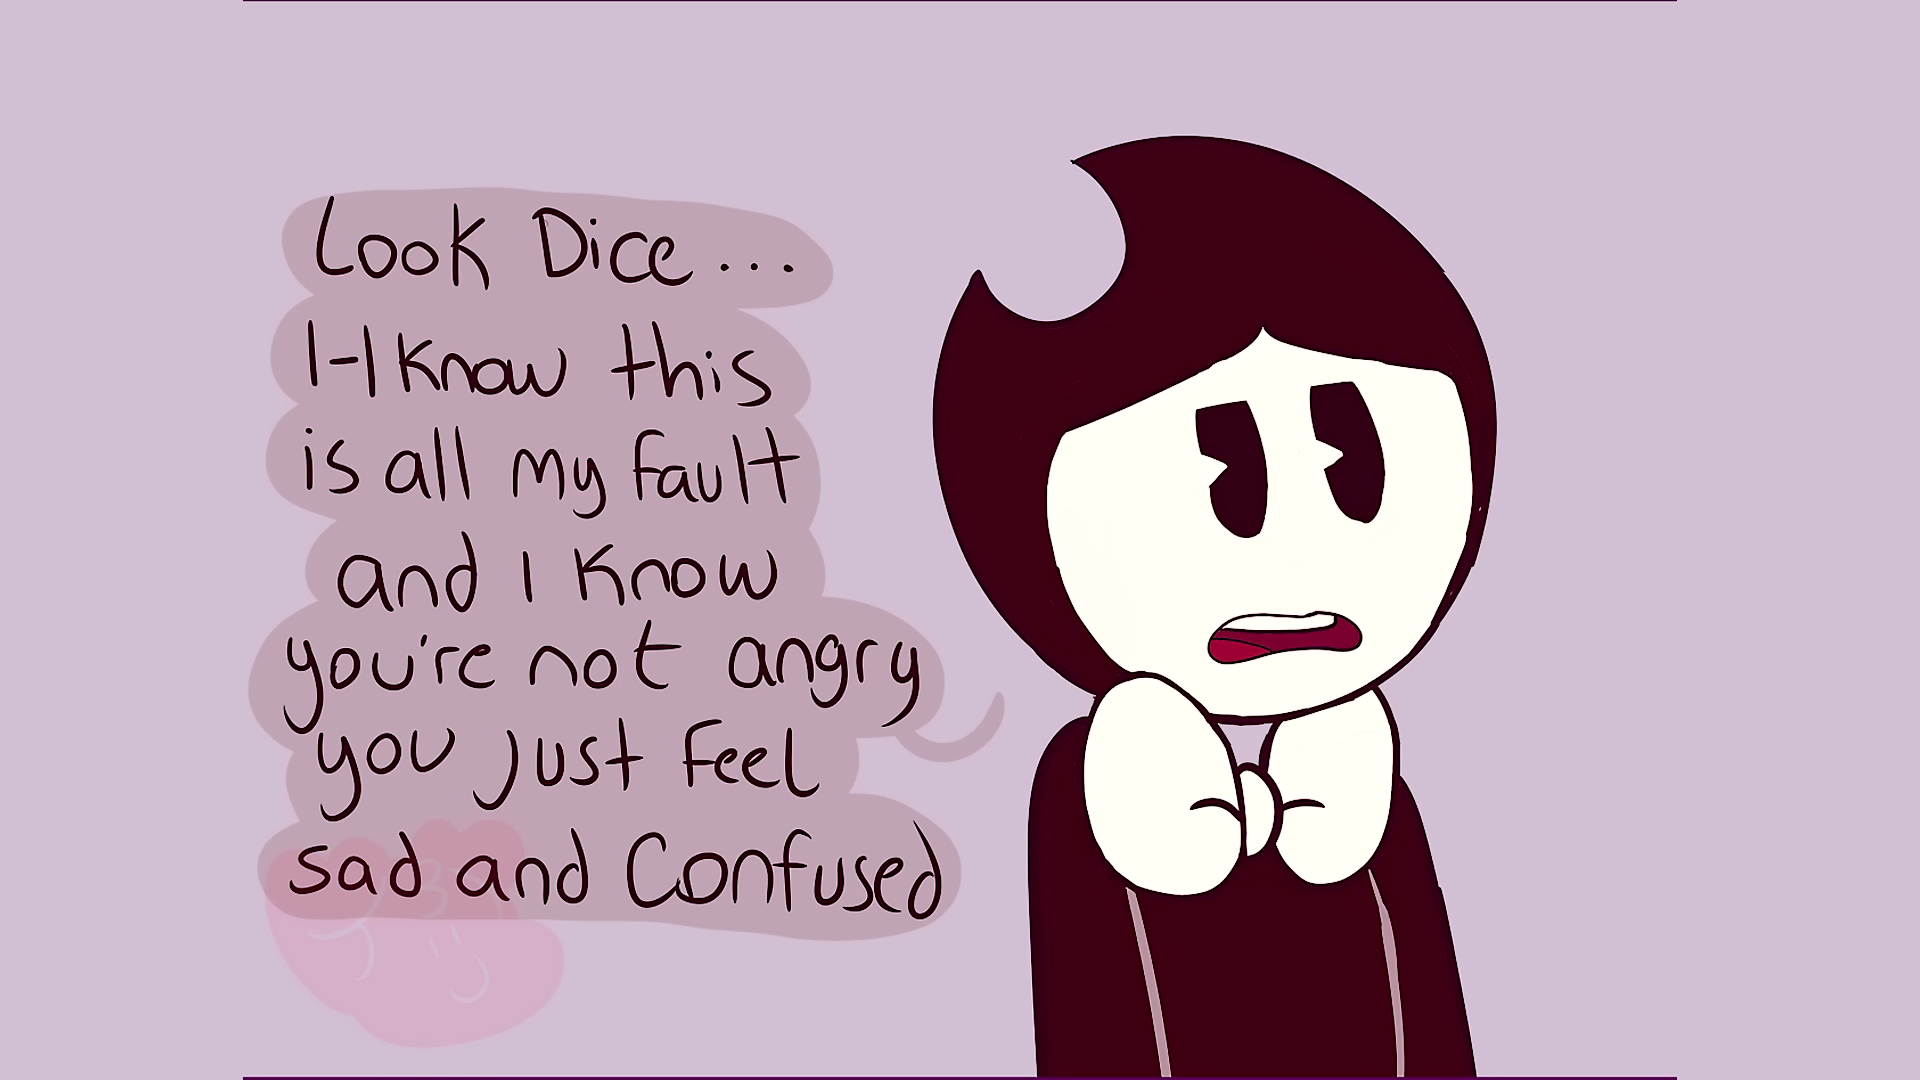 Look Dice...
I-I know this
is all my fault
and I know
you're not angry
you just feel
sad and Confused